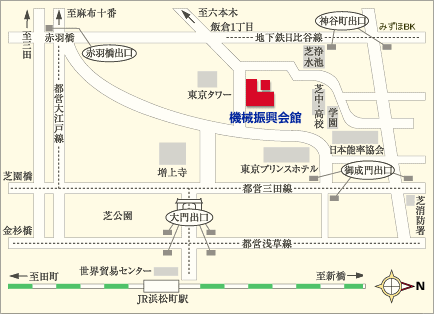 至麻布十番
至六本木
飯倉1丁目
神谷町出口
みずほBK
至三田
赤羽橋
地下鉄日比谷線
赤羽橋出口
芝浄水池
都営大江戸線
東京タワー
芝中・高校
学園
機械振興会館
日本能率協会
増上寺
東京プリンスホテル
御成門出口
芝園橋
都営三田線
芝公園
大門出口
芝消防署
金杉橋
都営浅草線
世界貿易センター
至田町
至新橋
JR浜松町駅
N